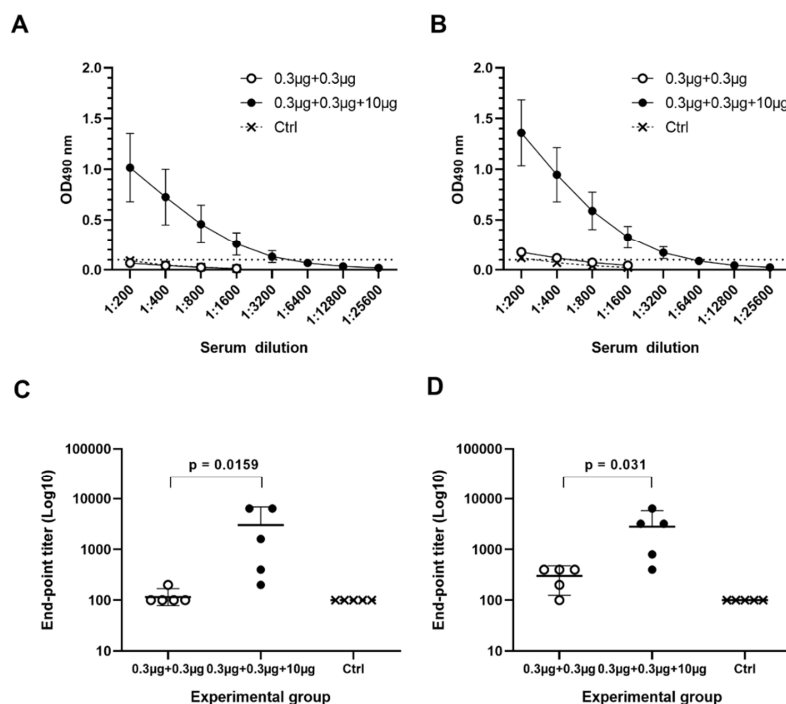 A
B
2.0
1.5
1.0
0.5
0.0
OD490 nm
0.3µg+0.3µg
0.3µg+0.3µg+10µg
Ctrl
1:200
1:400
1:800
1:1600
1:3200
1:6400
1:12800
1:25600
Serum dilution
2.0
1.5
1.0
0.5
0.0
OD490 nm
0.3µg+0.3µg
0.3µg+0.3µg+10µg
Ctrl
1:200
1:400
1:800
1:1600
1:3200
1:6400
1:12800
1:25600
Serum dilution
C
D
100000
10000
1000
100
10
End-point titer (Log10)
p = 0.0159
0.3µg+0.3µg 0.3µg+0.3µg+10µg Ctrl
Experimental group
100000
10000
1000
100
10
End-point titer (Log10)
p = 0.031
0.3µg+0.3µg 0.3µg+0.3µg+10µg Ctrl
Experimental group